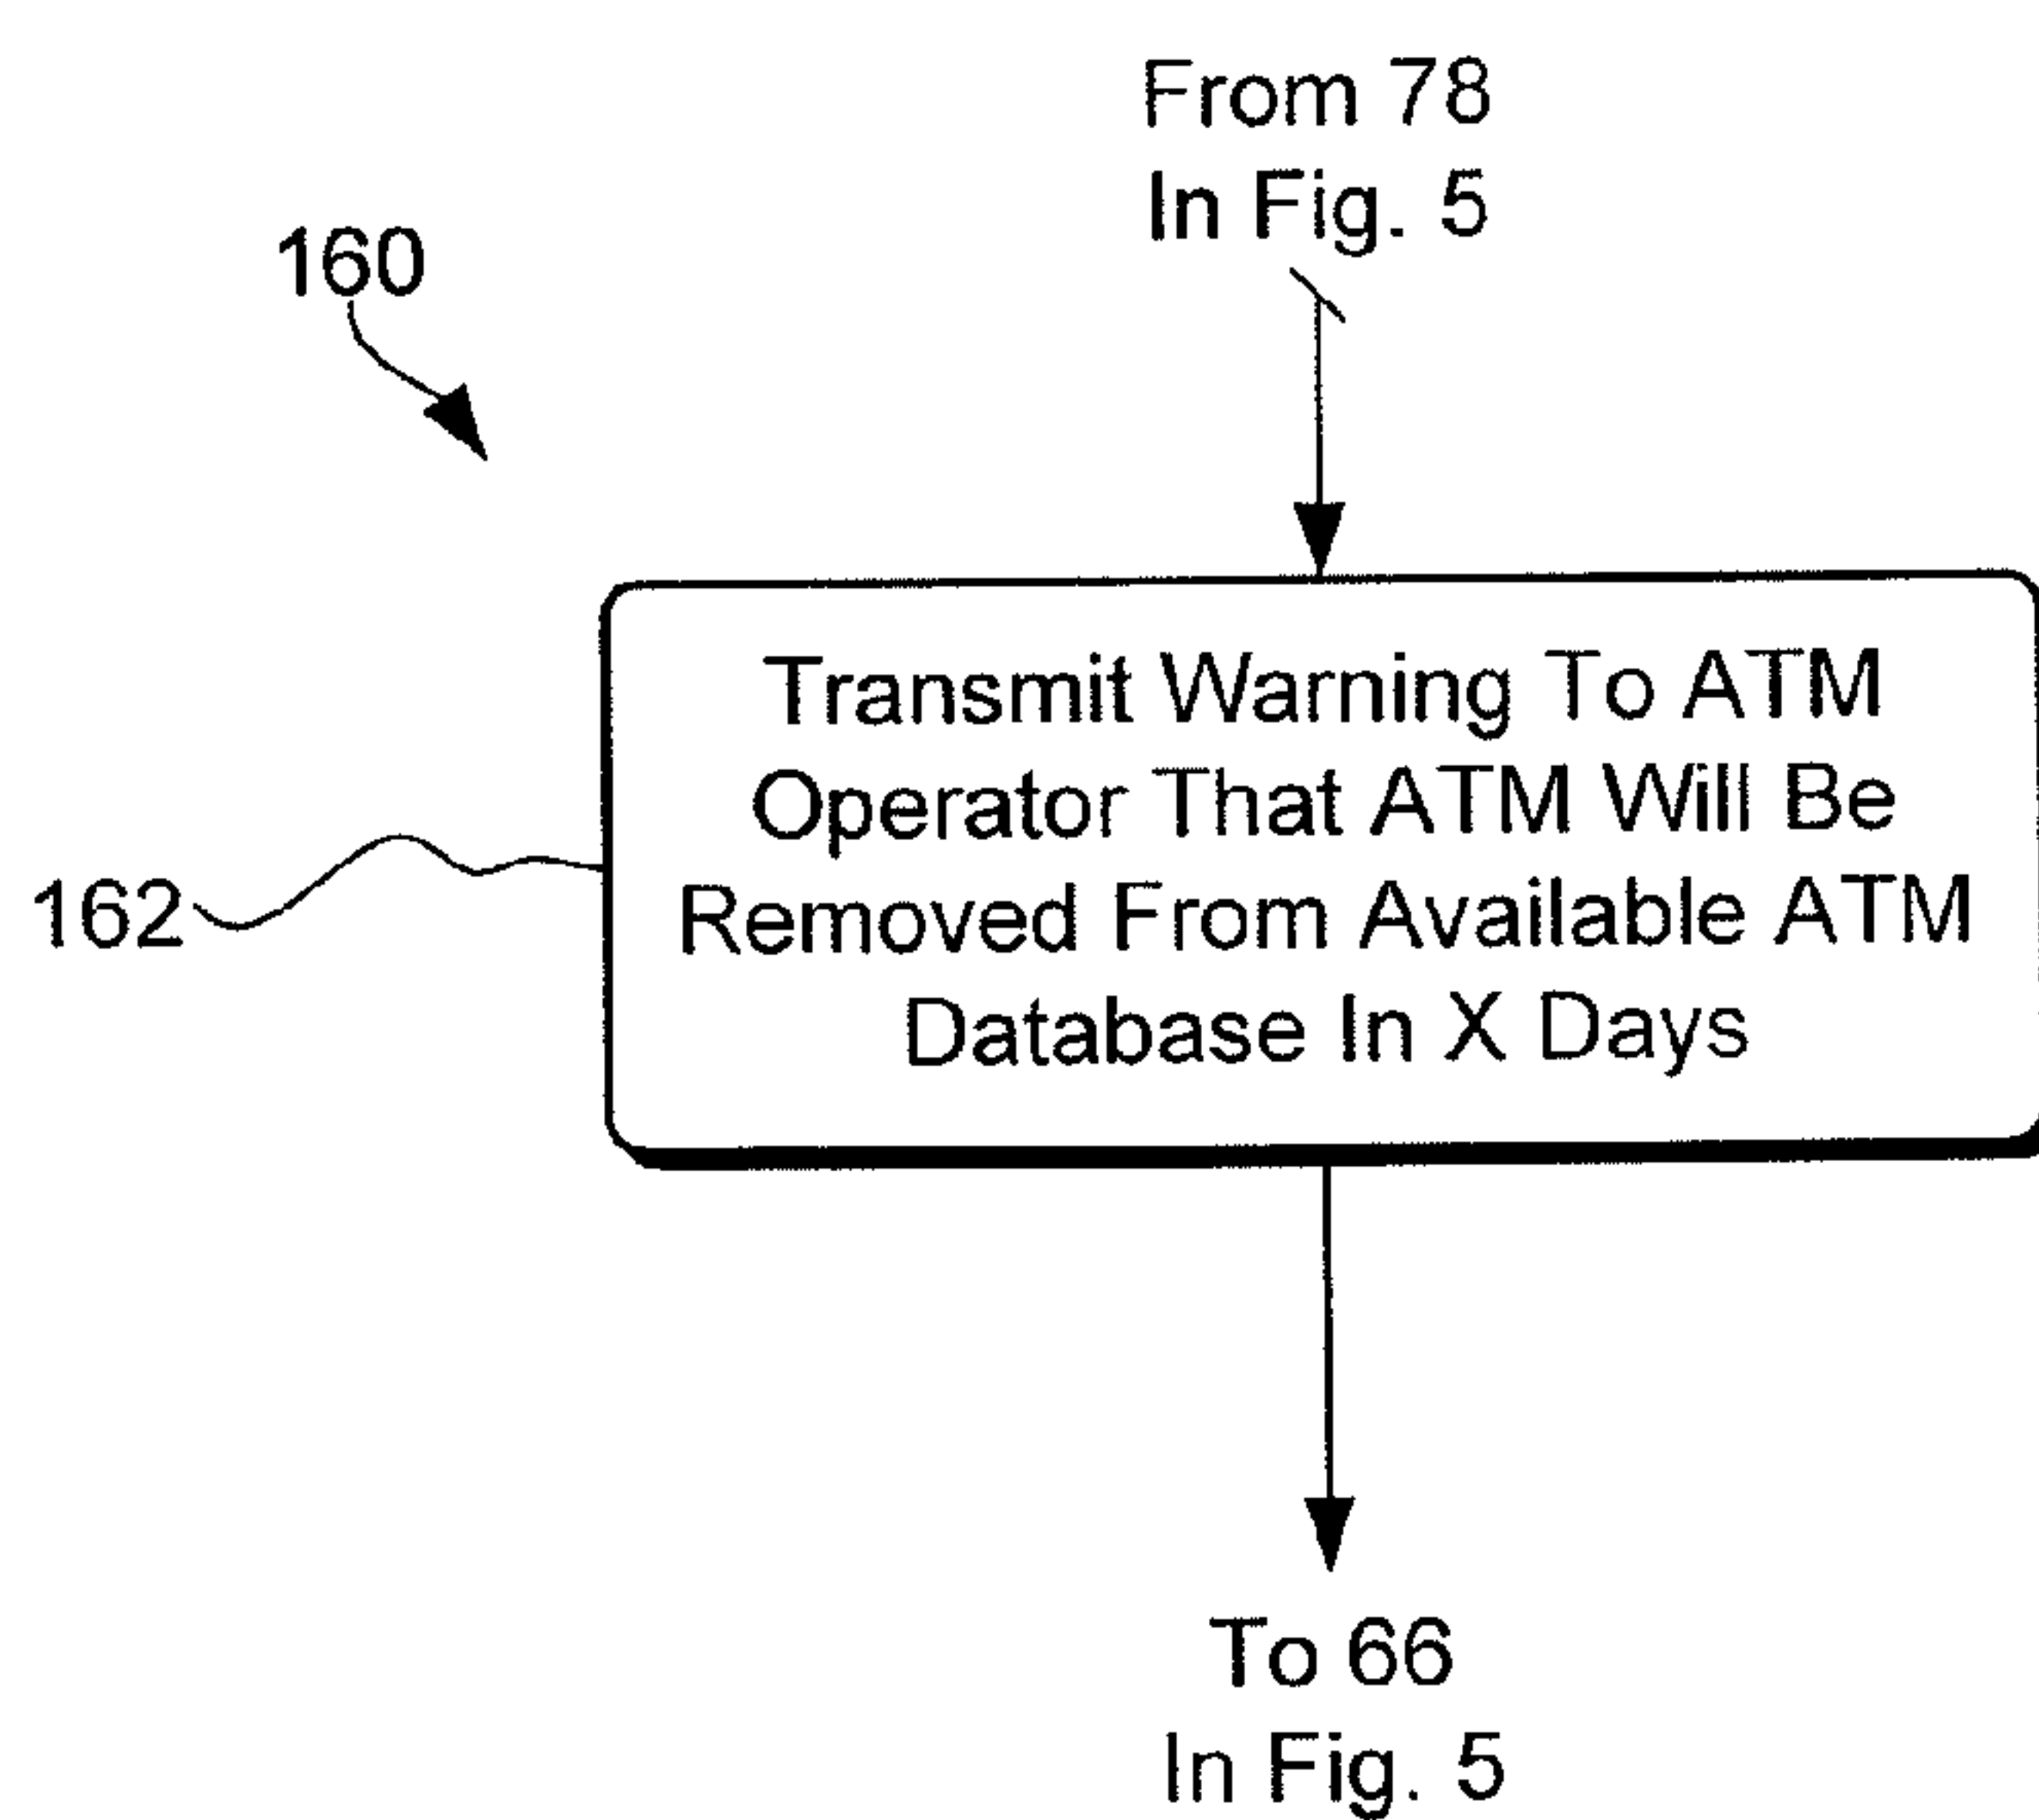 From 78
In Fig. 5
160
Transmit Warning To ATM
Operator That ATM Will Be
Removed From Available ATM
Database In X Days
162
To 66
In Fig. 5